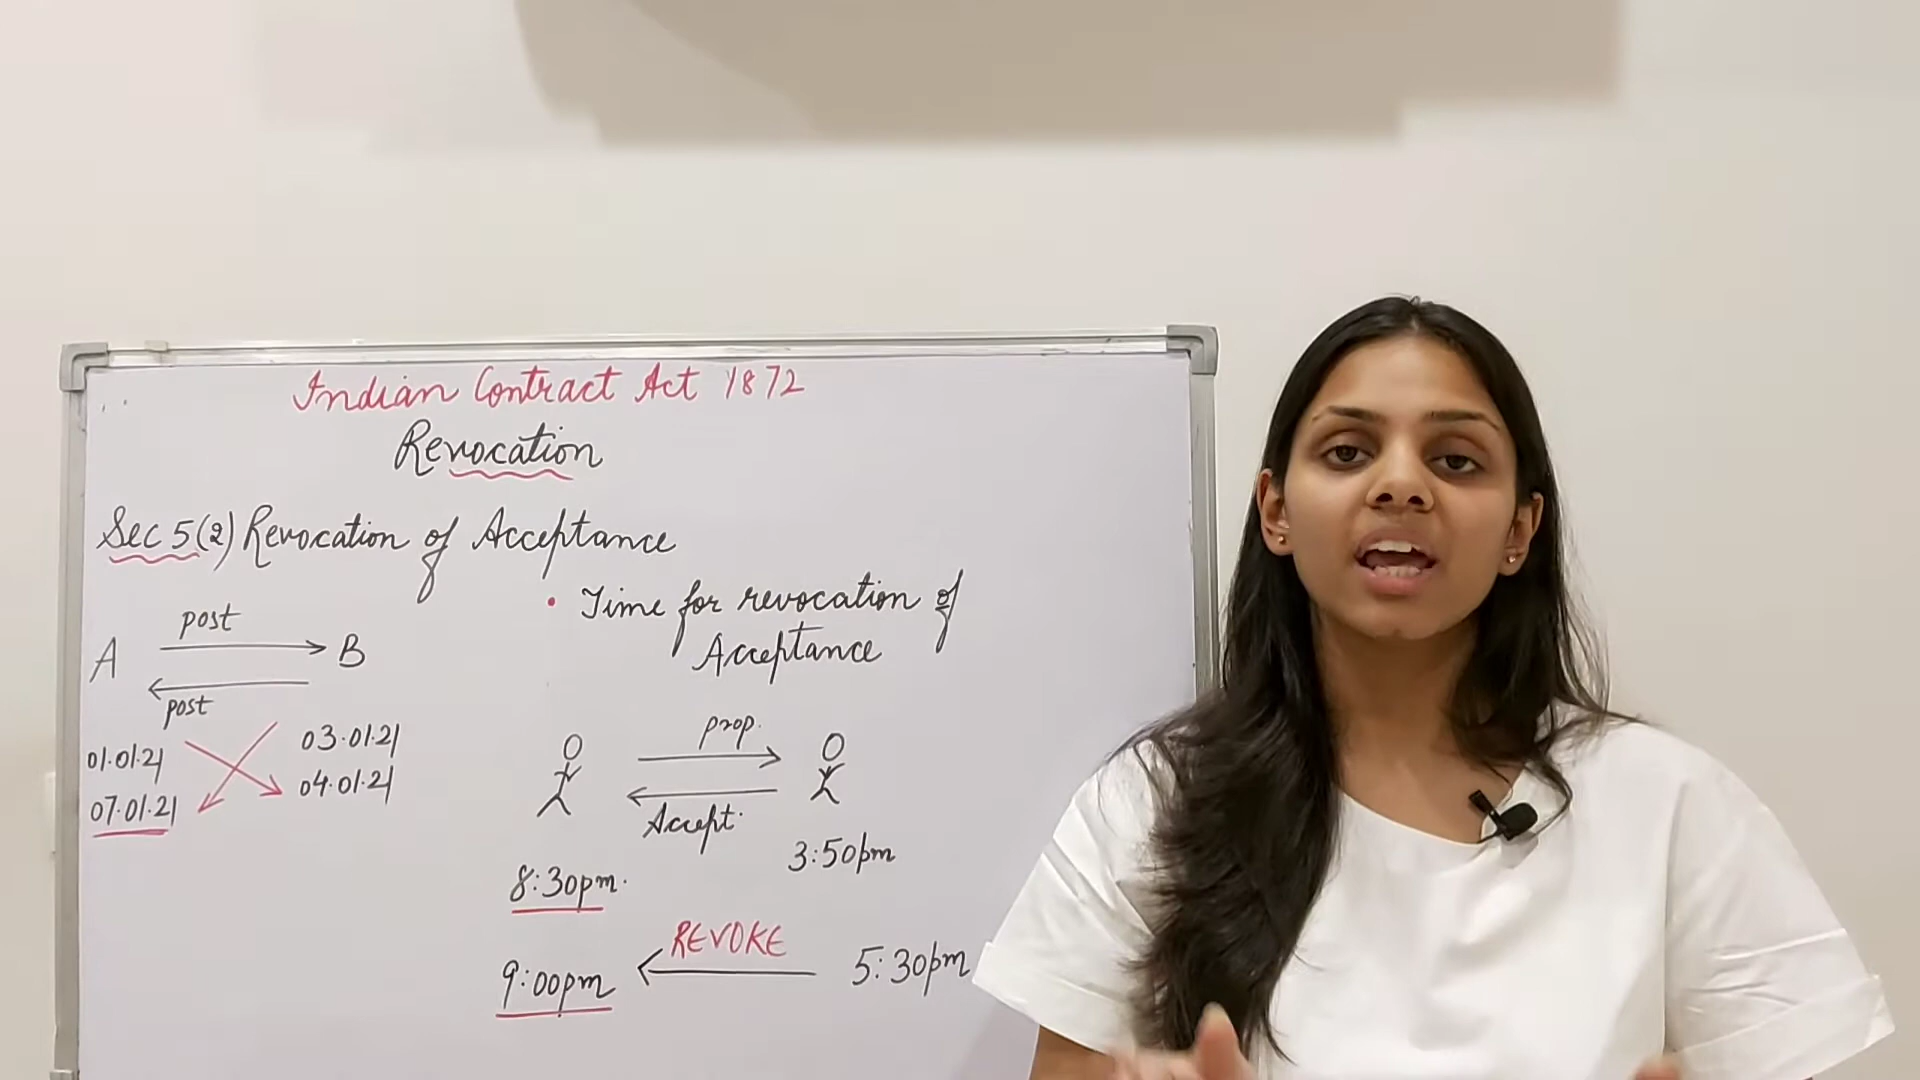 Indian Contract Act 1872
Revocation
Sec 5(2) Revocation of Acceptance
post
A B
post
01.01.21
07.01.21
03.01.21
04.01.21
• Time for revocation of
Acceptance
prop.
Accept.
3:50pm
8:30pm.
REVOKE
9:00pm
5:30pm